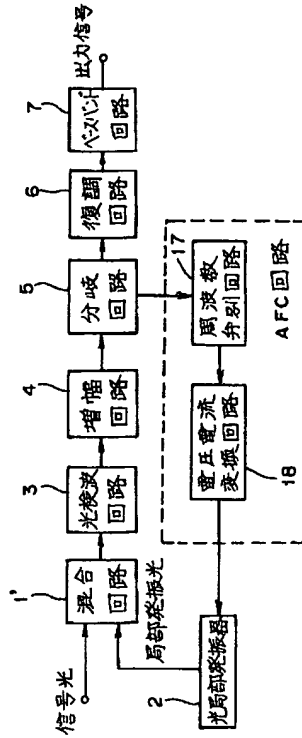 信号光
1'
混合
回路
3
光検波
回路
4
増幅
回路
5
分岐
回路
6
復調
回路
7
ベースバンド
回路
出力信号
局部発振光
2
光局部発振器
18
電圧電流
変換回路
17
周波数
弁別回路
AFC回路